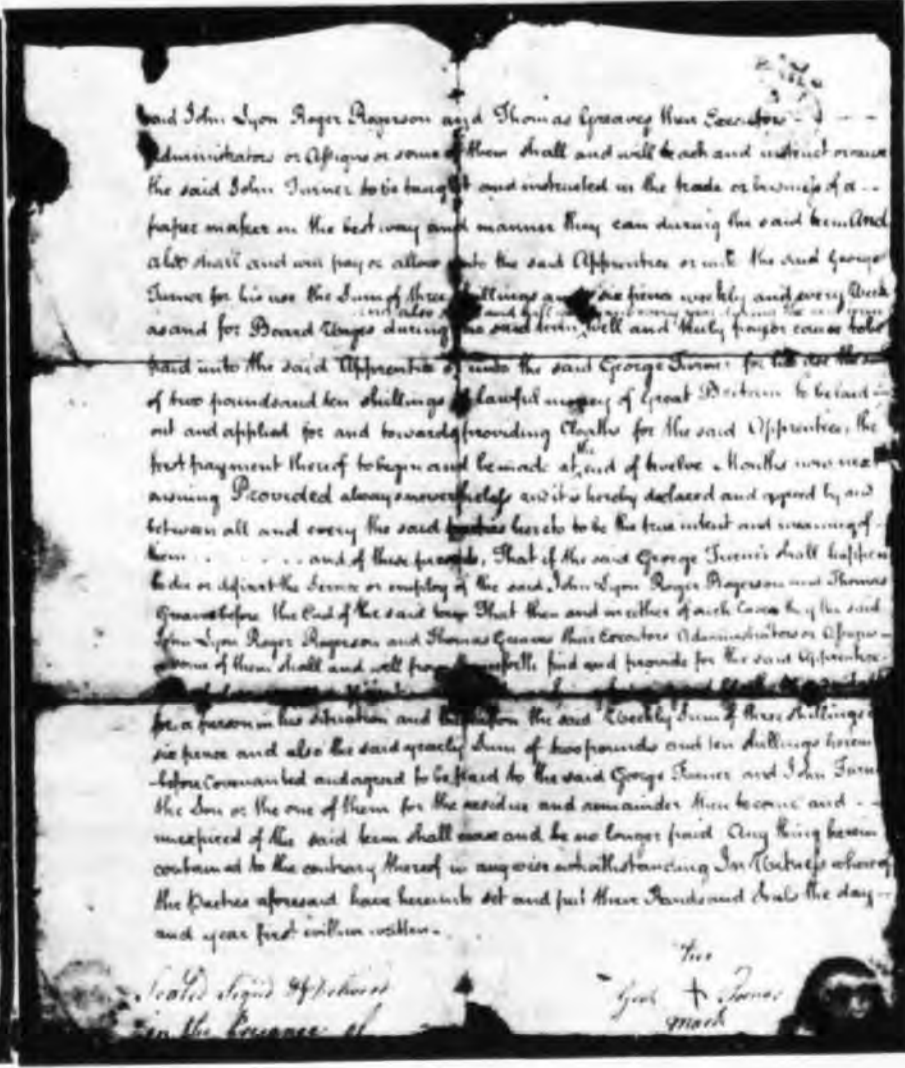 said John Lyon Roger Rogerson and Thomas Greaves their Executors
Administrators or Assigns or some of them shall and will teach and instruct or cause
the said John Turner to be taught and instructed in the trade or business of a
paper maker in the best way and manner they can during the said term And
also shall and will pay or allow unto the said Apprentice or unto the said George
Turner for his use the Sum of three shillings and six pence weekly and every Week
and also shall and will every year during the said term
as and for Board Wages during the said term well and truly pay or cause to be
paid unto the said Apprentice or unto the said George Turner for his use the sum
of two pounds and ten shillings of lawful money of Great Britain to be laid
out and applied for and towards providing Cloaths for the said Apprentice, the
the
first payment thereof to begin and be made at end of twelve Months now next
ensuing Provided always nevertheless and it is hereby declared and agreed by and
between all and every the said parties hereto to be the true intent and meaning of
them and of these presents, That if the said George Turner shall happen
to die or desert the Service or employ of the said John Lyon Roger Rogerson and Thomas
Greaves before the End of the said term That then and in either of such Cases they the said
John Lyon Roger Rogerson and Thomas Greaves their Executors Administrators or Assigns
or some of them shall and will from henceforth find and provide for the said Apprentice
for a person in his situation and the said Weekly Sum of three shillings
six pence and also the said yearly Sum of two pounds and ten shillings herein
before Covenanted and agreed to be paid to the said George Turner and John Turner
the Son or the one of them for the residue and remainder then to come and
unexpired of the said term shall cease and be no longer paid Any thing herein
contained to the contrary thereof in any wise notwithstanding In Witness whereof
the Parties aforesaid have hereunto set and put their Hands and Seals the day
and year first within written.
Sealed Signed & Delivered
in the Presence of
his
Geo + Turner
mark